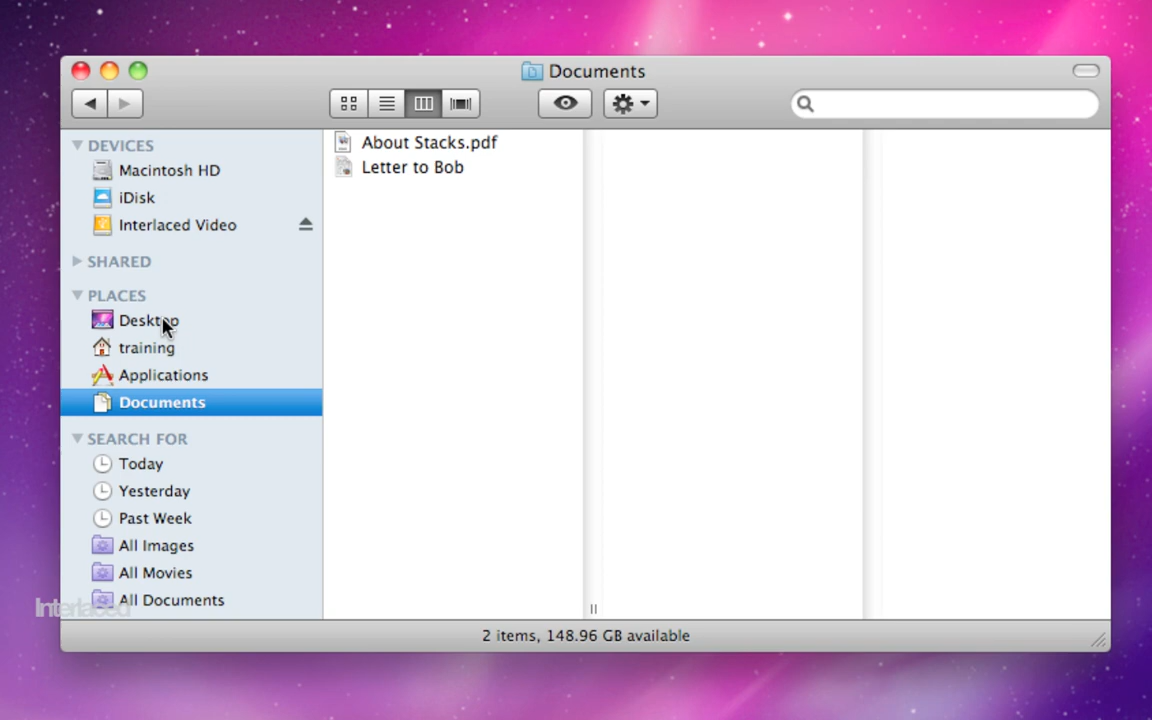 Documents
DEVICES
Macintosh HD
iDisk
Interlaced Video
SHARED
PLACES
Desktop
training
Applications
Documents
SEARCH FOR
Today
Yesterday
Past Week
All Images
All Movies
All Documents
Interlaced
About Stacks.pdf
Letter to Bob
2 items, 148.96 GB available